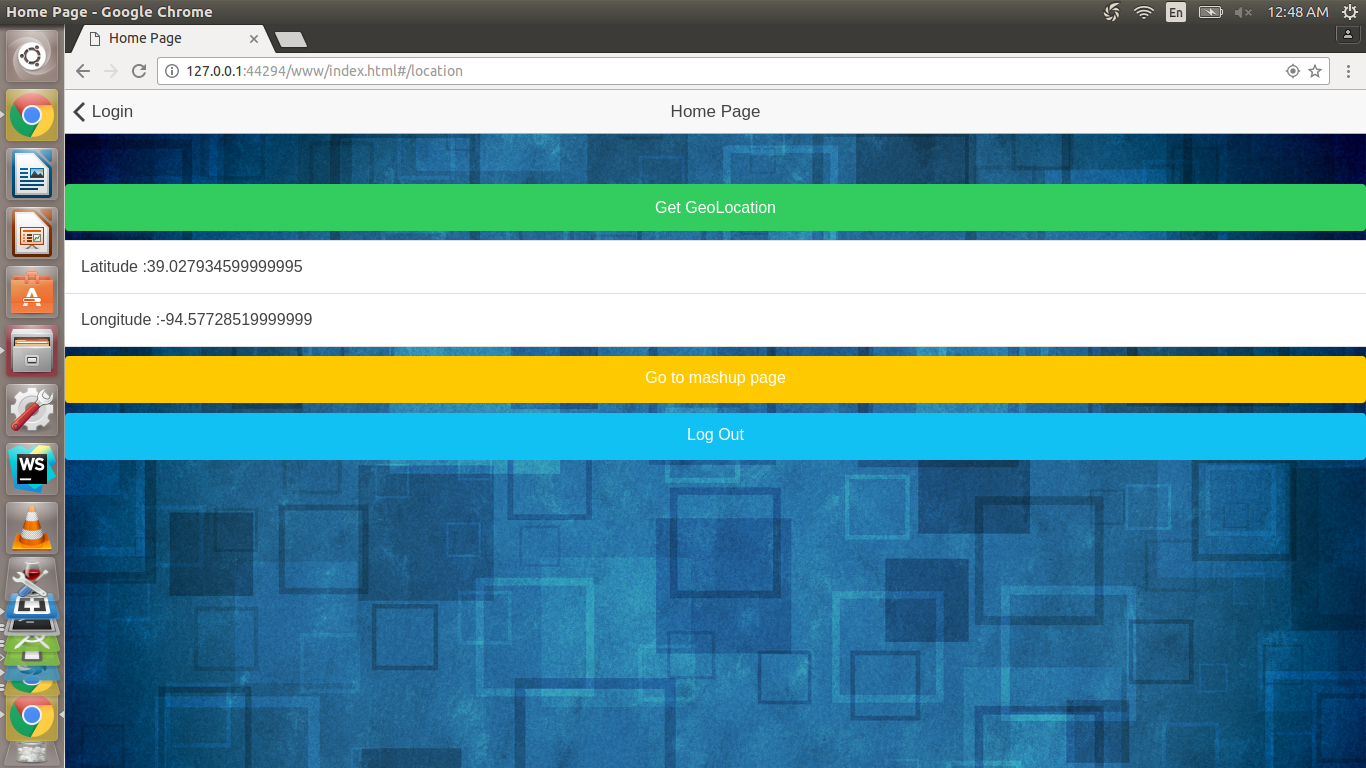 Home Page - Google Chrome
En
12:48 AM
Home Page
127.0.0.1:44294/www/index.html#/location
Login
Home Page
Get GeoLocation
Latitude :39.027934599999995
Longitude :-94.57728519999999
Go to mashup page
Log Out
A
WS